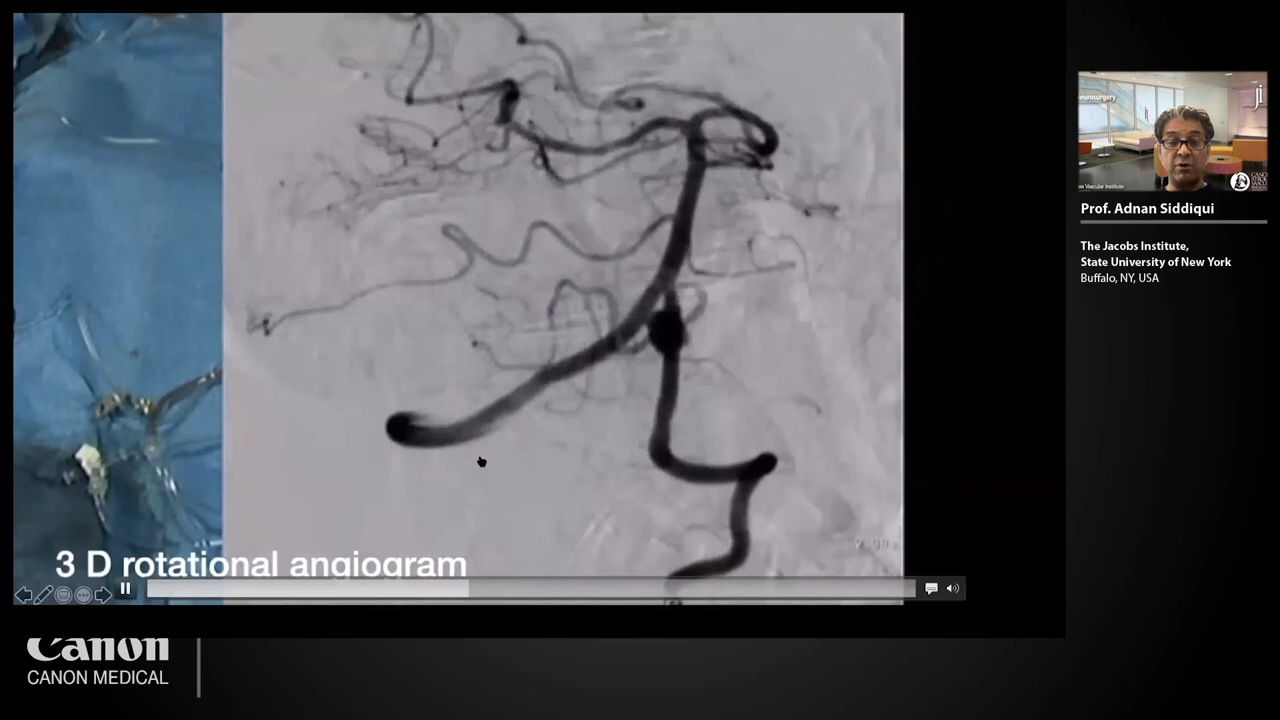 3 D rotational angiogram
Canon
CANON MEDICAL
ji
Prof. Adnan Siddiqui
The Jacobs Institute,
State University of New York
Buffalo, NY, USA